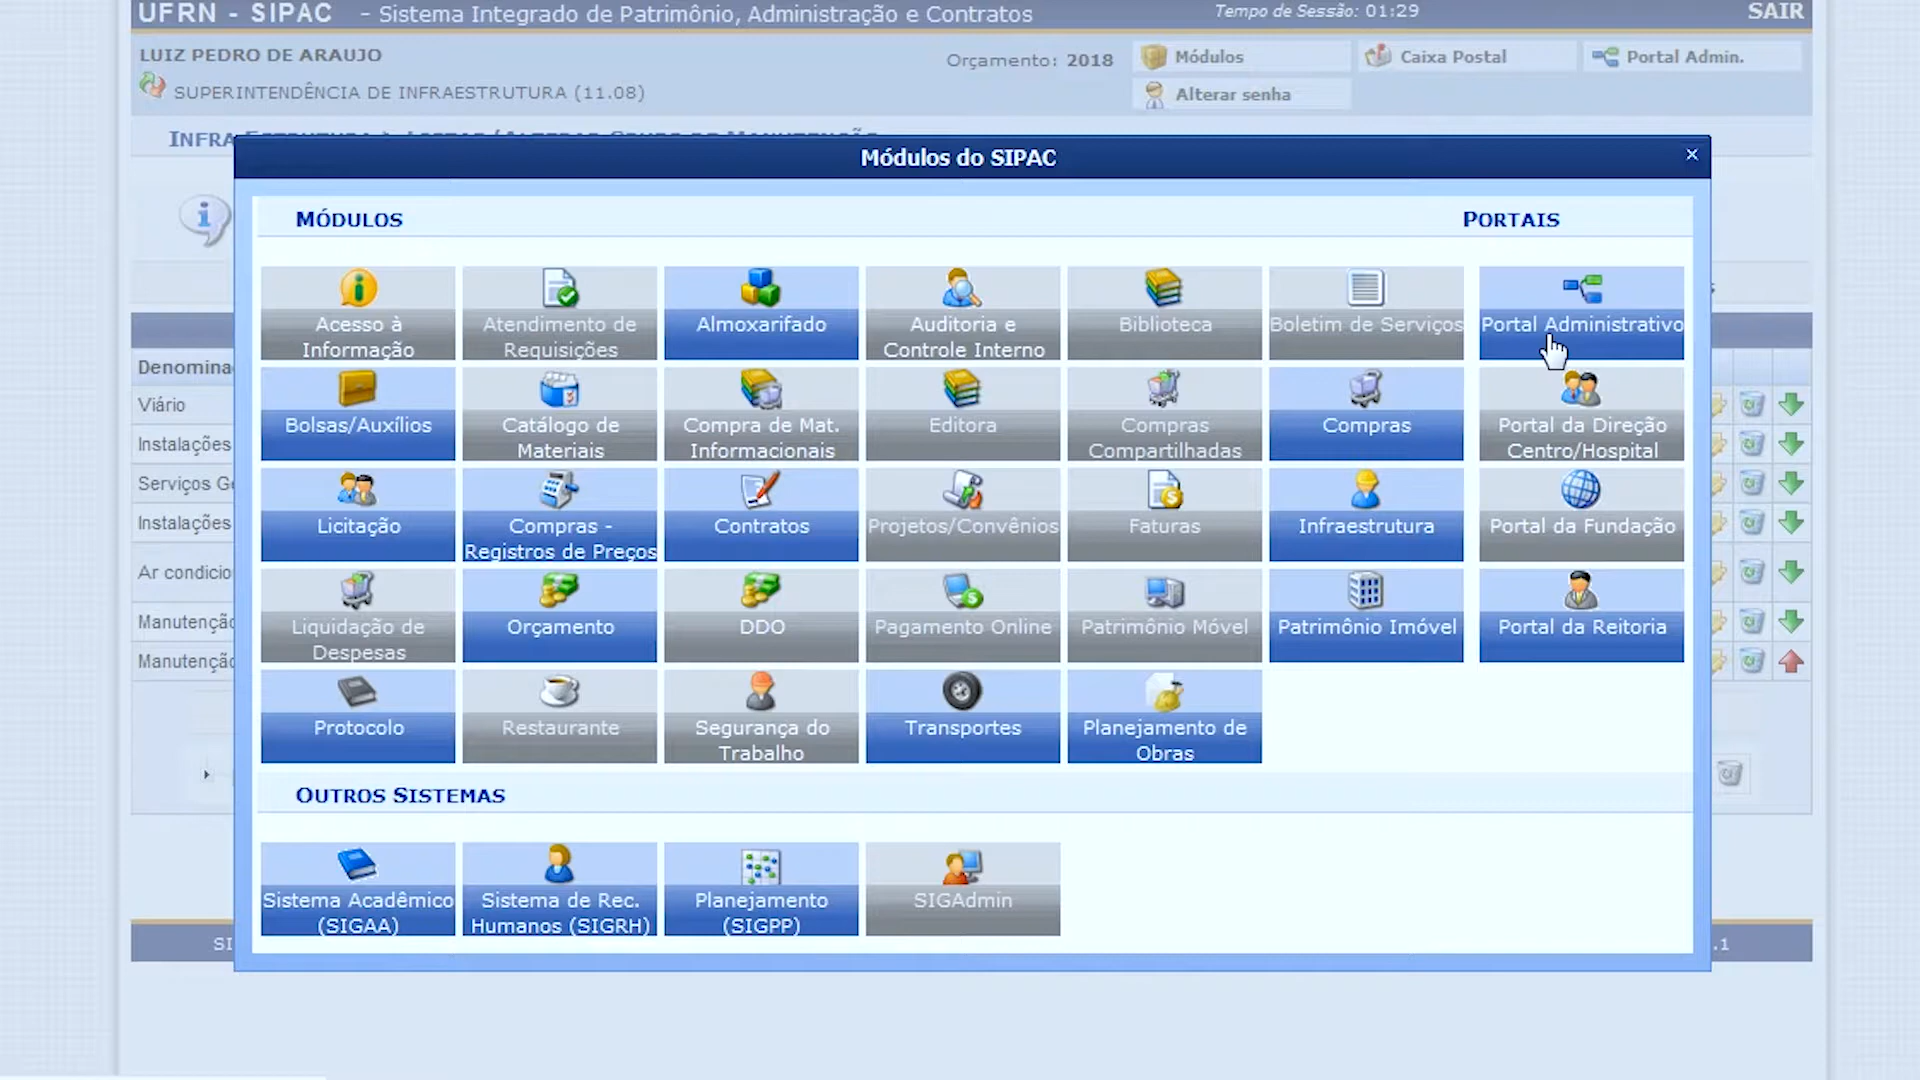 UFRN - SIPAC - Sistema Integrado de Patrimônio, Administração e Contratos
Tempo de Sessão: 01:29
SAIR
LUIZ PEDRO DE ARAUJO
SUPERINTENDÊNCIA DE INFRAESTRUTURA (11.08)
Orçamento: 2018
Módulos
Caixa Postal
Portal Admin.
Alterar senha
Módulos do SIPAC
MÓDULOS
PORTAIS
Acesso à
Informação
Atendimento de
Requisições
Almoxarifado
Auditoria e
Controle Interno
Biblioteca
Boletim de Serviços
Portal Administrativo
Bolsas/Auxílios
Catálogo de
Materiais
Compra de Mat.
Informacionais
Editora
Compras
Compartilhadas
Compras
Portal da Direção
Centro/Hospital
Licitação
Compras -
Registros de Preços
Contratos
Projetos/Convênios
Faturas
Infraestrutura
Portal da Fundação
Liquidação de
Despesas
Orçamento
DDO
Pagamento Online
Patrimônio Móvel
Patrimônio Imóvel
Portal da Reitoria
Protocolo
Restaurante
Segurança do
Trabalho
Transportes
Planejamento de
Obras
OUTROS SISTEMAS
Sistema Acadêmico
(SIGAA)
Sistema de Rec.
Humanos (SIGRH)
Planejamento
(SIGPP)
SIGAdmin
Denomina
Viário
Instalações
Serviços G
Instalações
Ar condicio
Manutençã
Manutençã
SI
.1